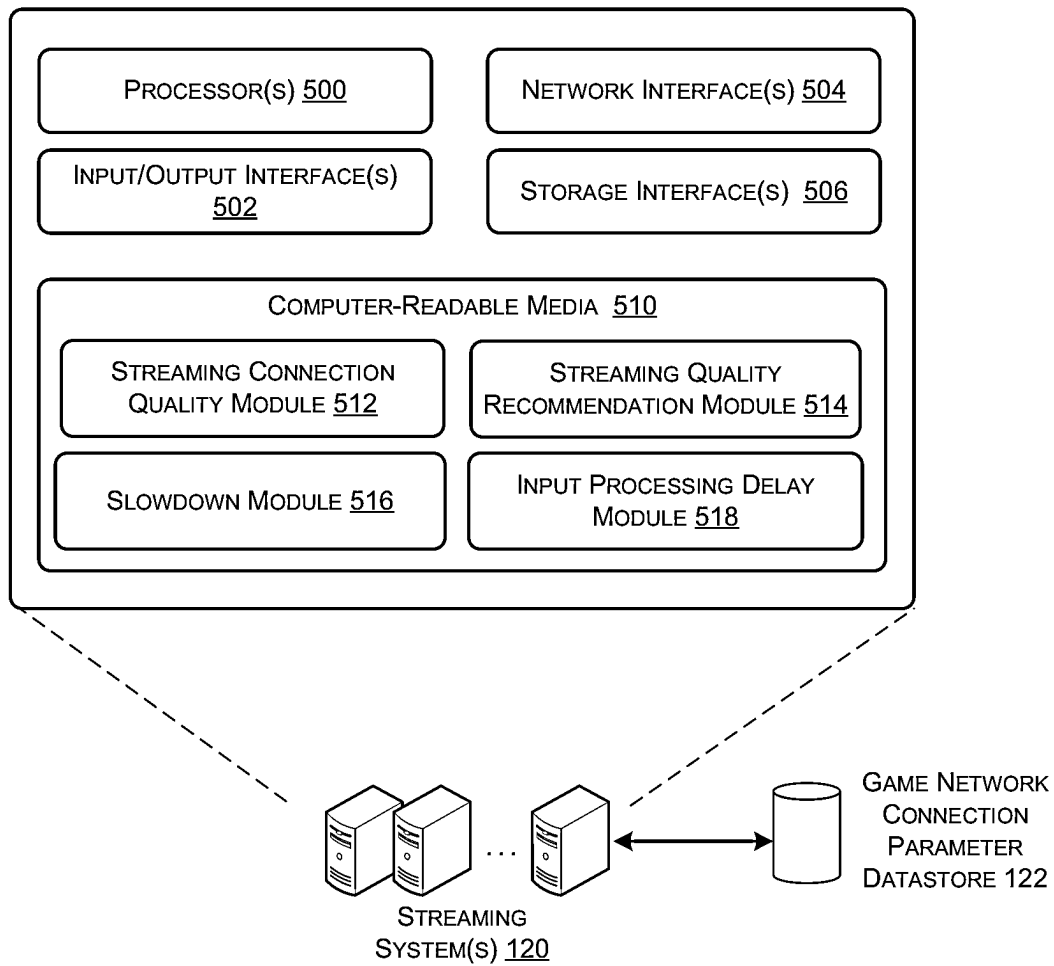 PROCESSOR(S) 500
NETWORK INTERFACE(S) 504
INPUT/OUTPUT INTERFACE(S)
502
STORAGE INTERFACE(S) 506
COMPUTER-READABLE MEDIA 510
STREAMING CONNECTION
QUALITY MODULE 512
STREAMING QUALITY
RECOMMENDATION MODULE 514
SLOWDOWN MODULE 516
INPUT PROCESSING DELAY
MODULE 518
...
STREAMING
SYSTEM(S) 120
GAME NETWORK
CONNECTION
PARAMETER
DATASTORE 122